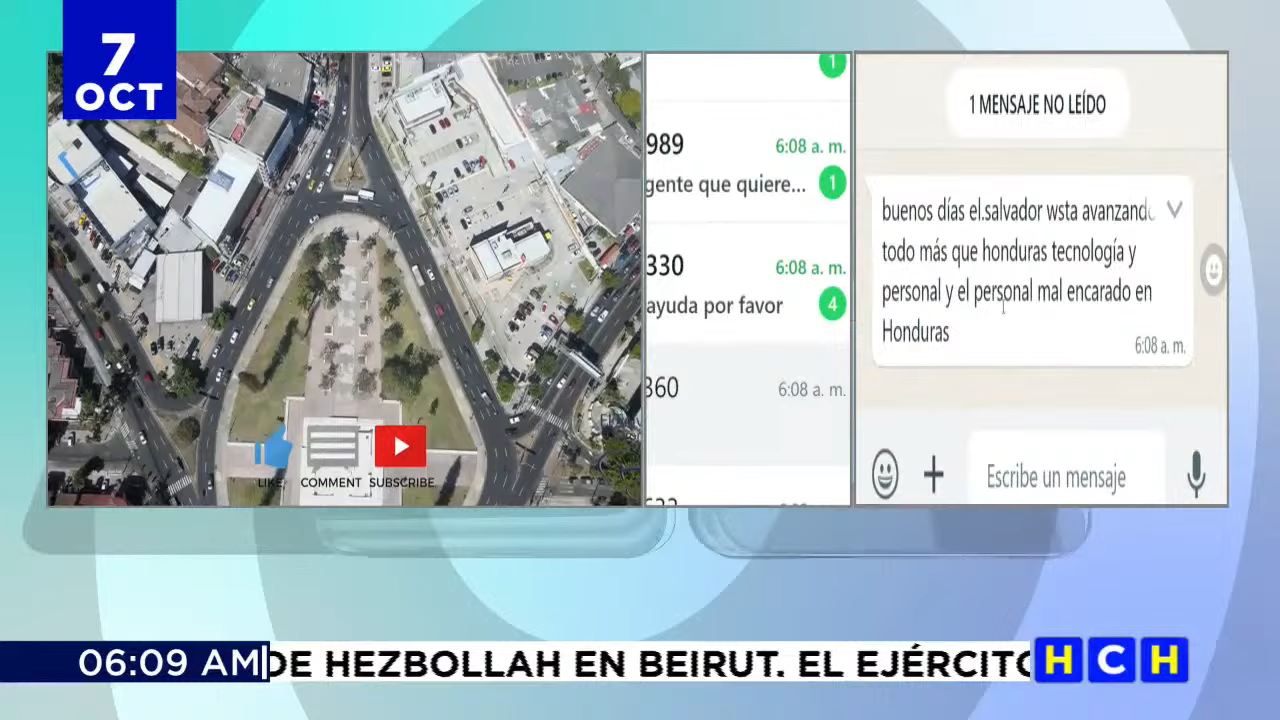 7
OCT
LIKE
COMMENT
SUBSCRIBE
1
989
6:08 a. m.
gente que quiere...
1
330
6:08 a. m.
ayuda por favor
4
360
6:08 a. m.
1 MENSAJE NO LEÍDO
buenos días el.salvador wsta avanzando
todo más que honduras tecnología y
personal y el personal mal encarado en
Honduras
6:08 a. m.
Escribe un mensaje
06:09 AM
DE HEZBOLLAH EN BEIRUT. EL EJÉRCITO
HCH